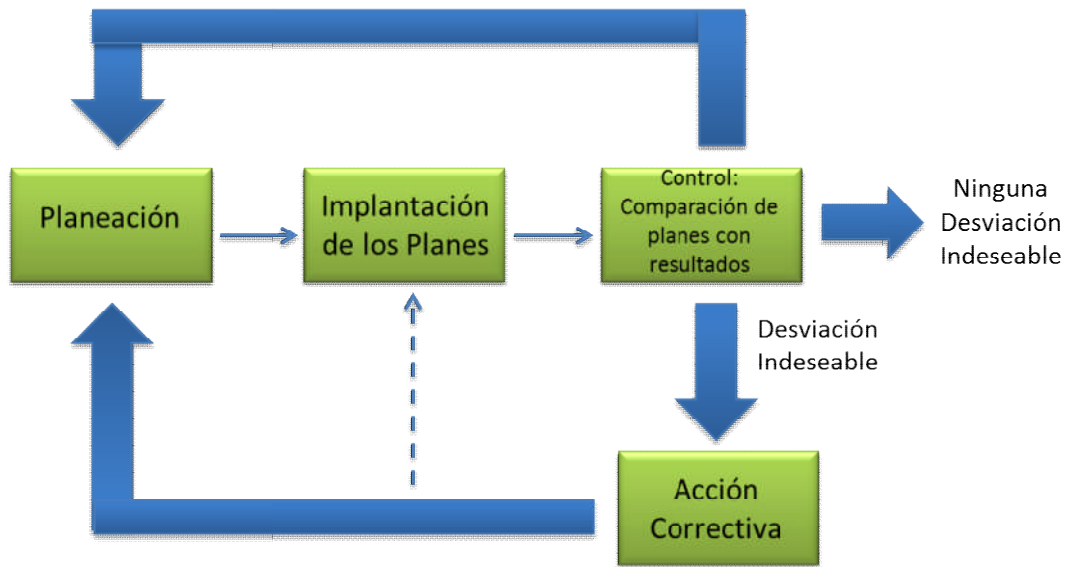 Planeación
Implantación
de los Planes
Control:
Comparación de
planes con
resultados
Ninguna
Desviación
Indeseable
Desviación
Indeseable
Acción
Correctiva